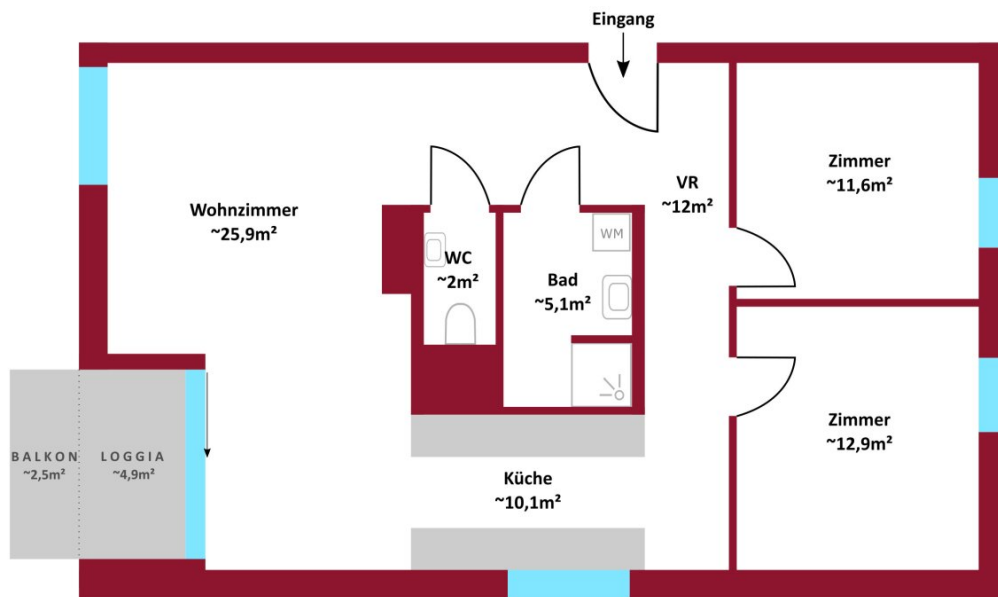 Eingang
Zimmer
~11,6m²
VR
~12m²
Wohnzimmer
~25,9m²
WM
WC
~2m²
Bad
~5,1m²
Zimmer
~12,9m²
BALKON
~2,5m²
LOGGIA
~4,9m²
Küche
~10,1m²